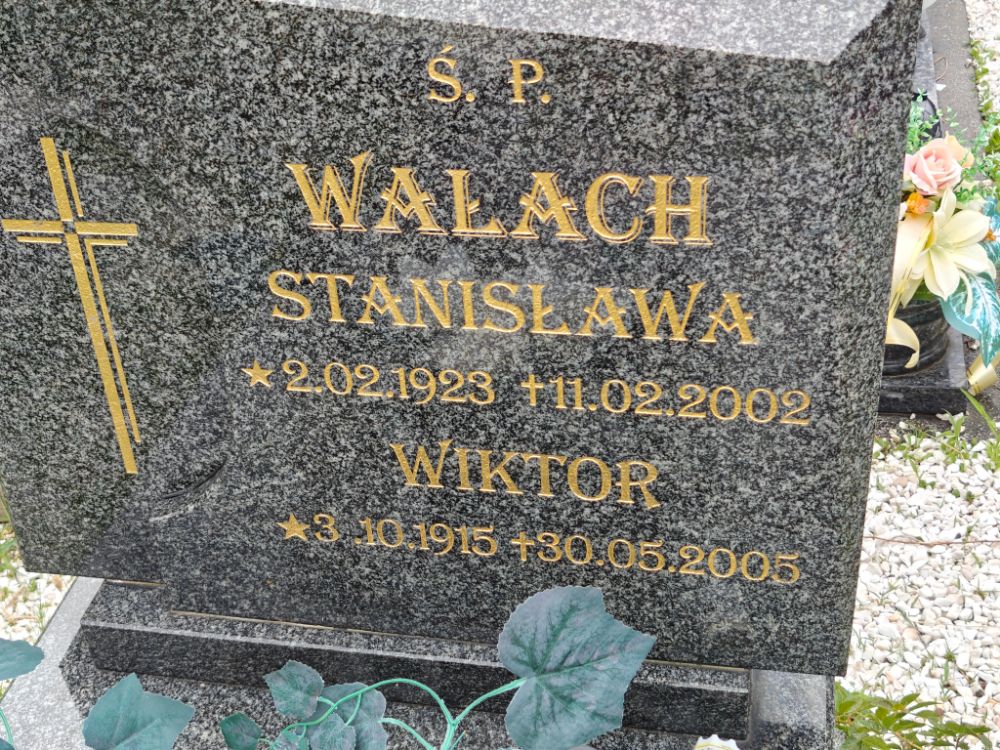 Ś. P.
WAŁACH
STANISŁAWA
★2.02.1923 ✝11.02.2002
WIKTOR
★3.10.1915 ✝30.05.2005